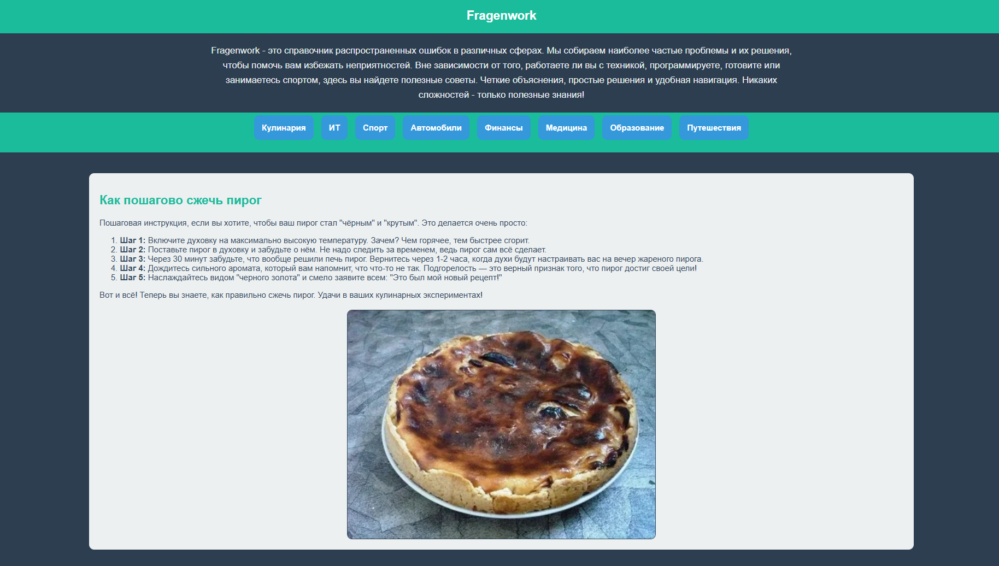 Fragenwork
Fragenwork - это справочник распространенных ошибок в различных сферах. Мы собираем наиболее частые проблемы и их решения,
чтобы помочь вам избежать неприятностей. Вне зависимости от того, работаете ли вы с техникой, программируете, готовите или
занимаетесь спортом, здесь вы найдете полезные советы. Четкие объяснения, простые решения и удобная навигация. Никаких
сложностей - только полезные знания!
Кулинария ИТ Спорт Автомобили Финансы Медицина Образование Путешествия
Как пошагово сжечь пирог
Пошаговая инструкция, если вы хотите, чтобы ваш пирог стал "чёрным" и "крутым". Это делается очень просто:
1. Шаг 1: Включите духовку на максимально высокую температуру. Зачем? Чем горячее, тем быстрее сгорит.
2. Шаг 2: Поставьте пирог в духовку и забудьте о нём. Не надо следить за временем, ведь пирог сам всё сделает.
3. Шаг 3: Через 30 минут забудьте, что вообще решили печь пирог. Вернитесь через 1-2 часа, когда духи будут настраивать вас на вечер жареного пирога.
4. Шаг 4: Дождитесь сильного аромата, который вам напомнит, что что-то не так. Подгорелость — это верный признак того, что пирог достиг своей цели!
5. Шаг 5: Наслаждайтесь видом "черного золота" и смело заявите всем: "Это был мой новый рецепт!"
Вот и всё! Теперь вы знаете, как правильно сжечь пирог. Удачи в ваших кулинарных экспериментах!